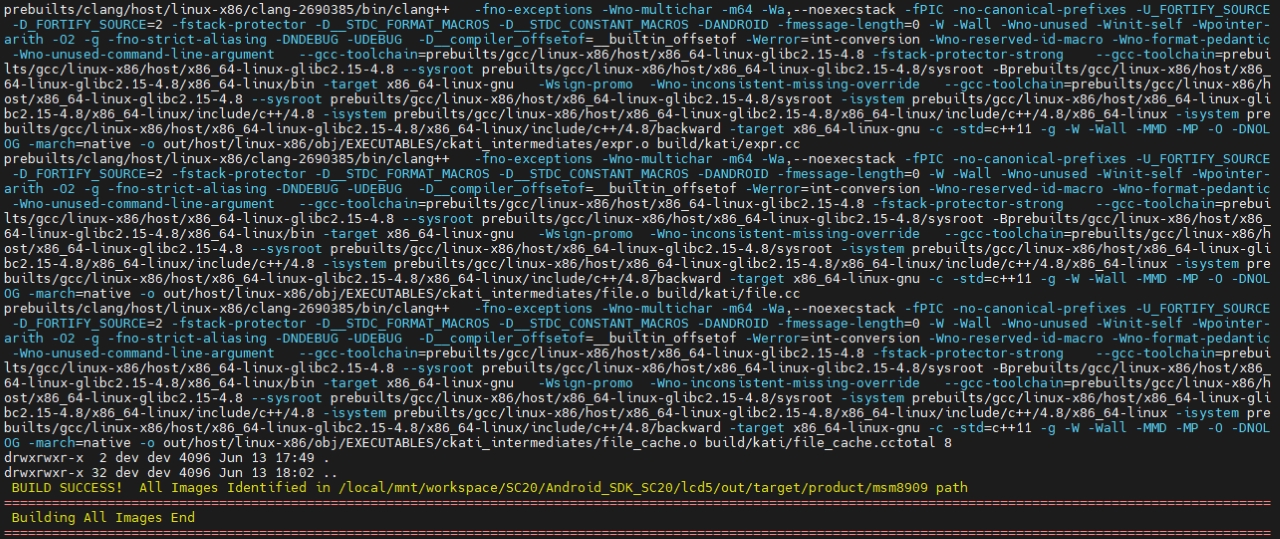 prebuilts/clang/host/linux-x86/clang-2690385/bin/clang++   -fno-exceptions -Wno-multichar -m64 -Wa,--noexecstack -fPIC -no-canonical-prefixes -U_FORTIFY_SOURCE
 -D_FORTIFY_SOURCE=2 -fstack-protector -D__STDC_FORMAT_MACROS -D__STDC_CONSTANT_MACROS -DANDROID -fmessage-length=0 -W -Wall -Wno-unused -Winit-self -Wpointer-
arith -O2 -g -fno-strict-aliasing -DNDEBUG -UDEBUG  -D__compiler_offsetof=__builtin_offsetof -Werror=int-conversion -Wno-reserved-id-macro -Wno-format-pedantic
 -Wno-unused-command-line-argument   --gcc-toolchain=prebuilts/gcc/linux-x86/host/x86_64-linux-glibc2.15-4.8 -fstack-protector-strong    --gcc-toolchain=prebui
lts/gcc/linux-x86/host/x86_64-linux-glibc2.15-4.8 --sysroot prebuilts/gcc/linux-x86/host/x86_64-linux-glibc2.15-4.8/sysroot -Bprebuilts/gcc/linux-x86/host/x86_
64-linux-glibc2.15-4.8/x86_64-linux/bin -target x86_64-linux-gnu   -Wsign-promo  -Wno-inconsistent-missing-override   --gcc-toolchain=prebuilts/gcc/linux-x86/h
ost/x86_64-linux-glibc2.15-4.8 --sysroot prebuilts/gcc/linux-x86/host/x86_64-linux-glibc2.15-4.8/sysroot -isystem prebuilts/gcc/linux-x86/host/x86_64-linux-gli
bc2.15-4.8/x86_64-linux/include/c++/4.8 -isystem prebuilts/gcc/linux-x86/host/x86_64-linux-glibc2.15-4.8/x86_64-linux/include/c++/4.8/x86_64-linux -isystem pre
builts/gcc/linux-x86/host/x86_64-linux-glibc2.15-4.8/x86_64-linux/include/c++/4.8/backward -target x86_64-linux-gnu -c -std=c++11 -g -W -Wall -MMD -MP -O -DNOL
OG -march=native -o out/host/linux-x86/obj/EXECUTABLES/ckati_intermediates/expr.o build/kati/expr.cc
prebuilts/clang/host/linux-x86/clang-2690385/bin/clang++   -fno-exceptions -Wno-multichar -m64 -Wa,--noexecstack -fPIC -no-canonical-prefixes -U_FORTIFY_SOURCE
 -D_FORTIFY_SOURCE=2 -fstack-protector -D__STDC_FORMAT_MACROS -D__STDC_CONSTANT_MACROS -DANDROID -fmessage-length=0 -W -Wall -Wno-unused -Winit-self -Wpointer-
arith -O2 -g -fno-strict-aliasing -DNDEBUG -UDEBUG  -D__compiler_offsetof=__builtin_offsetof -Werror=int-conversion -Wno-reserved-id-macro -Wno-format-pedantic
 -Wno-unused-command-line-argument   --gcc-toolchain=prebuilts/gcc/linux-x86/host/x86_64-linux-glibc2.15-4.8 -fstack-protector-strong    --gcc-toolchain=prebui
lts/gcc/linux-x86/host/x86_64-linux-glibc2.15-4.8 --sysroot prebuilts/gcc/linux-x86/host/x86_64-linux-glibc2.15-4.8/sysroot -Bprebuilts/gcc/linux-x86/host/x86_
64-linux-glibc2.15-4.8/x86_64-linux/bin -target x86_64-linux-gnu   -Wsign-promo  -Wno-inconsistent-missing-override   --gcc-toolchain=prebuilts/gcc/linux-x86/h
ost/x86_64-linux-glibc2.15-4.8 --sysroot prebuilts/gcc/linux-x86/host/x86_64-linux-glibc2.15-4.8/sysroot -isystem prebuilts/gcc/linux-x86/host/x86_64-linux-gli
bc2.15-4.8/x86_64-linux/include/c++/4.8 -isystem prebuilts/gcc/linux-x86/host/x86_64-linux-glibc2.15-4.8/x86_64-linux/include/c++/4.8/x86_64-linux -isystem pre
builts/gcc/linux-x86/host/x86_64-linux-glibc2.15-4.8/x86_64-linux/include/c++/4.8/backward -target x86_64-linux-gnu -c -std=c++11 -g -W -Wall -MMD -MP -O -DNOL
OG -march=native -o out/host/linux-x86/obj/EXECUTABLES/ckati_intermediates/file.o build/kati/file.cc
prebuilts/clang/host/linux-x86/clang-2690385/bin/clang++   -fno-exceptions -Wno-multichar -m64 -Wa,--noexecstack -fPIC -no-canonical-prefixes -U_FORTIFY_SOURCE
 -D_FORTIFY_SOURCE=2 -fstack-protector -D__STDC_FORMAT_MACROS -D__STDC_CONSTANT_MACROS -DANDROID -fmessage-length=0 -W -Wall -Wno-unused -Winit-self -Wpointer-
arith -O2 -g -fno-strict-aliasing -DNDEBUG -UDEBUG  -D__compiler_offsetof=__builtin_offsetof -Werror=int-conversion -Wno-reserved-id-macro -Wno-format-pedantic
 -Wno-unused-command-line-argument   --gcc-toolchain=prebuilts/gcc/linux-x86/host/x86_64-linux-glibc2.15-4.8 -fstack-protector-strong    --gcc-toolchain=prebui
lts/gcc/linux-x86/host/x86_64-linux-glibc2.15-4.8 --sysroot prebuilts/gcc/linux-x86/host/x86_64-linux-glibc2.15-4.8/sysroot -Bprebuilts/gcc/linux-x86/host/x86_
64-linux-glibc2.15-4.8/x86_64-linux/bin -target x86_64-linux-gnu   -Wsign-promo  -Wno-inconsistent-missing-override   --gcc-toolchain=prebuilts/gcc/linux-x86/h
ost/x86_64-linux-glibc2.15-4.8 --sysroot prebuilts/gcc/linux-x86/host/x86_64-linux-glibc2.15-4.8/sysroot -isystem prebuilts/gcc/linux-x86/host/x86_64-linux-gli
bc2.15-4.8/x86_64-linux/include/c++/4.8 -isystem prebuilts/gcc/linux-x86/host/x86_64-linux-glibc2.15-4.8/x86_64-linux/include/c++/4.8/x86_64-linux -isystem pre
builts/gcc/linux-x86/host/x86_64-linux-glibc2.15-4.8/x86_64-linux/include/c++/4.8/backward -target x86_64-linux-gnu -c -std=c++11 -g -W -Wall -MMD -MP -O -DNOL
OG -march=native -o out/host/linux-x86/obj/EXECUTABLES/ckati_intermediates/file_cache.o build/kati/file_cache.cctotal 8
drwxrwxr-x  2 dev dev 4096 Jun 13 17:49 .
drwxrwxr-x 32 dev dev 4096 Jun 13 18:02 ..
 BUILD SUCCESS!  All Images Identified in /local/mnt/workspace/SC20/Android_SDK_SC20/lcd5/out/target/product/msm8909 path
===============================================================================================================================================================
 Building All Images End
===============================================================================================================================================================